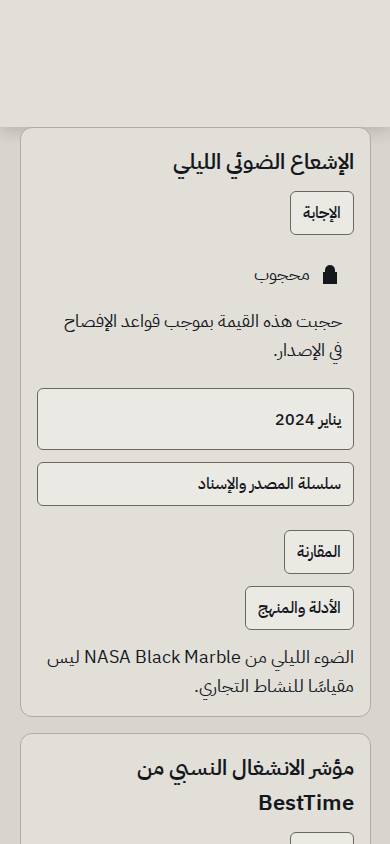 الإشعاع الضوئي الليلي
الإجابة
محجوب
حجبت هذه القيمة بموجب قواعد الإفصاح
في الإصدار.
يناير 2024
سلسلة المصدر والإسناد
المقارنة
الأدلة والمنهج
الضوء الليلي من NASA Black Marble ليس
مقياسًا للنشاط التجاري.
مؤشر الانشغال النسبي من
BestTime